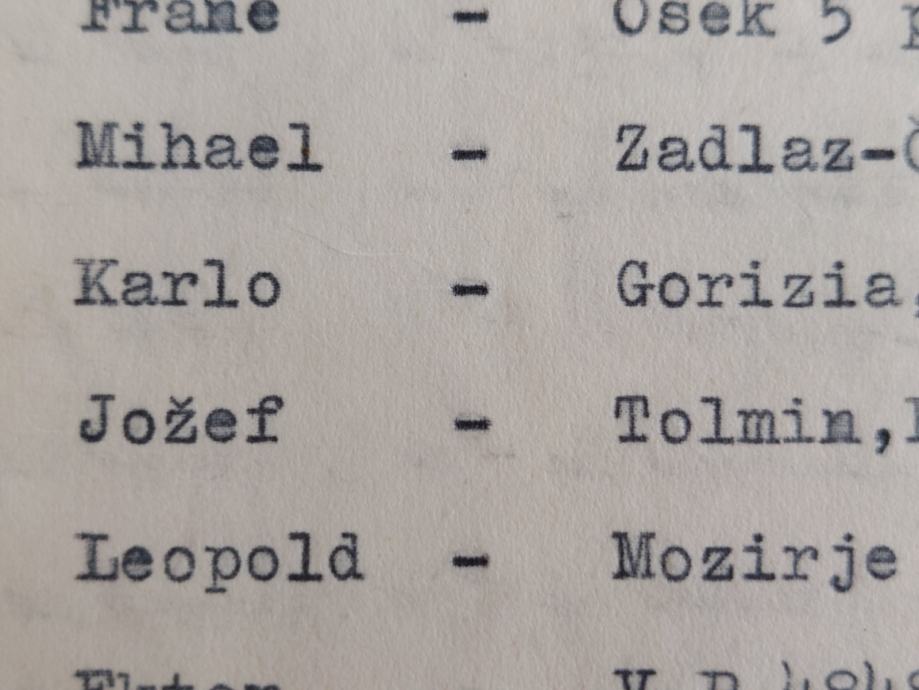 Frane - Osek 5
Mihael - Zadlaz-Č
Karlo - Gorizia,
Jožef - Tolmin,
Leopold - Mozirje